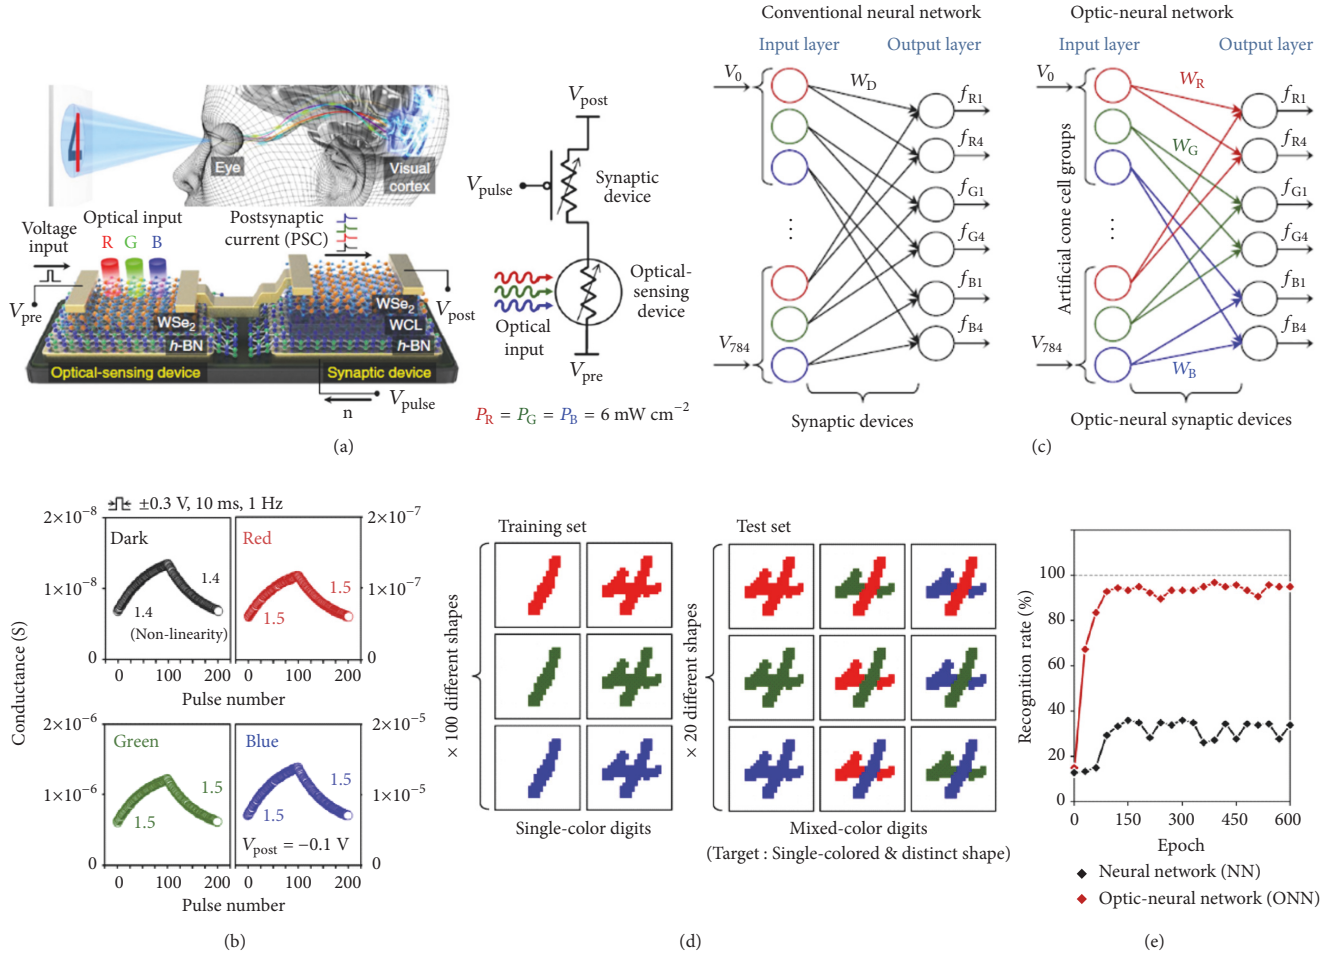 Eye
Visual
cortex
Optical input
R G B
Voltage
input
Postsynaptic
current (PSC)
V_pre
V_post
WSe2
h-BN
WSe2
WCL
h-BN
Optical-sensing device
Synaptic device
n
V_pulse
V_post
V_pulse
Synaptic
device
Optical-
sensing
device
Optical
input
V_pre
P_R = P_G = P_B = 6 mW cm−2
(a)
Conventional neural network
Input layer
Output layer
V_0
W_D
f_R1
f_R4
f_G1
f_G4
f_B1
f_B4
V_784
Synaptic devices
Optic-neural network
Input layer
Output layer
V_0
Artificial cone cell groups
W_R
W_G
W_B
f_R1
f_R4
f_G1
f_G4
f_B1
f_B4
V_784
Optic-neural synaptic devices
(c)
±0.3 V, 10 ms, 1 Hz
Conductance (S)
2×10−8
1×10−8
0
Dark
1.4
1.4
(Non-linearity)
Red
1.5
1.5
2×10−7
1×10−7
0
0 100 200 0 100 200
Pulse number
2×10−6
1×10−6
0
Green
1.5
1.5
Blue
1.5
1.5
V_post = −0.1 V
2×10−5
1×10−5
0
0 100 200 0 100 200
Pulse number
(b)
Training set
× 100 different shapes
Single-color digits
Test set
× 20 different shapes
Mixed-color digits
(Target : Single-colored & distinct shape)
(d)
Recognition rate (%)
100
80
60
40
20
0
0 150 300 450 600
Epoch
Neural network (NN)
Optic-neural network (ONN)
(e)